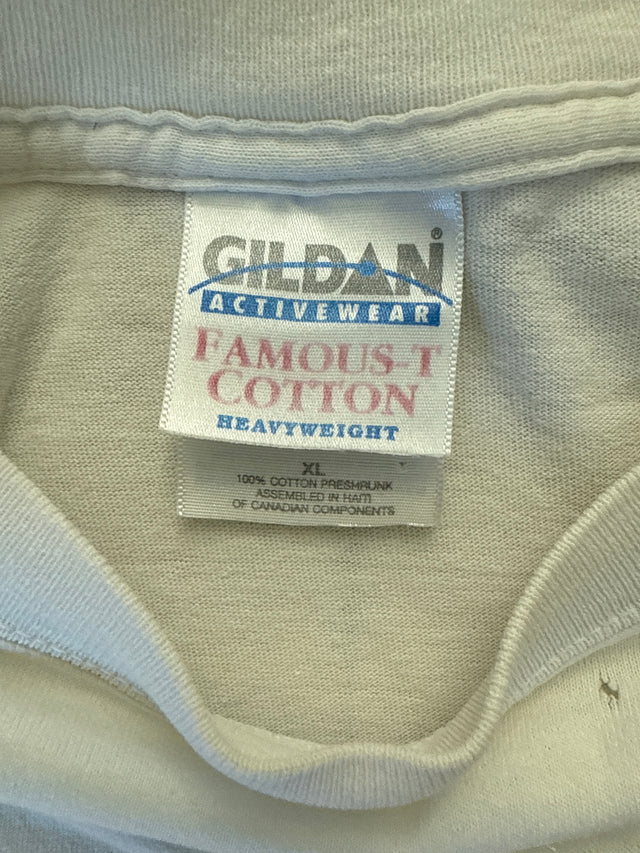 GILDAN®
ACTIVEWEAR
FAMOUS-T
COTTON
HEAVYWEIGHT
XL
100% COTTON PRESHRUNK
ASSEMBLED IN HAITI
OF CANADIAN COMPONENTS